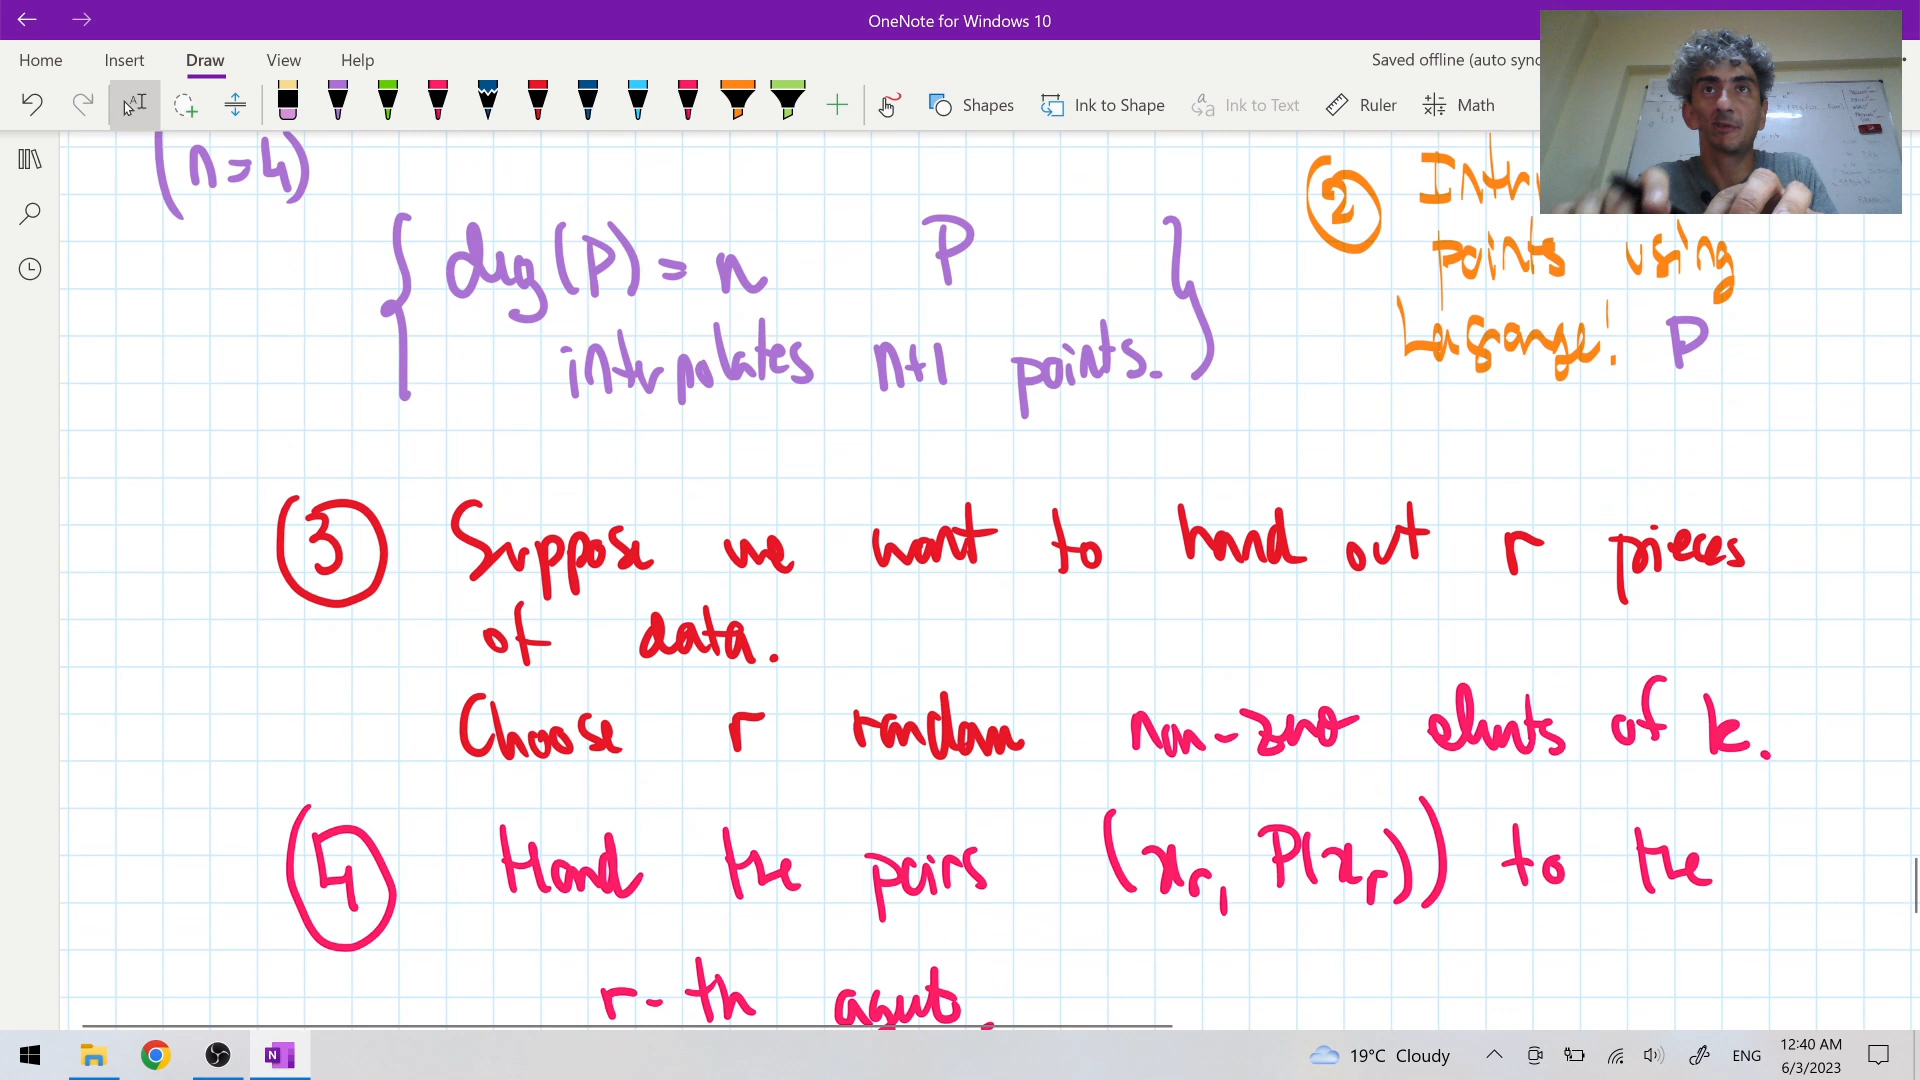 OneNote for Windows 10
Home Insert Draw View Help
Saved offline (auto sync
Shapes Ink to Shape Ink to Text Ruler Math
(n=4)
{ deg(P) = n P }
interpolates n+1 points.
2
points using
Lagrange! P
3 Suppose we want to hand out r pieces
of data.
Choose r random non-zero elmts of k.
4 Hand the pairs (xr, P(xr)) to the
r-th agents.
19°C Cloudy ENG 12:40 AM
6/3/2023